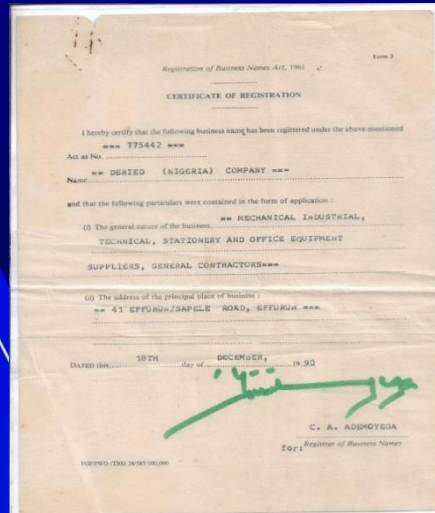 Form 3
Registration of Business Names Act, 1961
CERTIFICATE OF REGISTRATION
I hereby certify that the following business name has been registered under the above-mentioned
=== 775442 ===
Act as No.
== DENIED (NIGERIA) COMPANY ===
Name
and that the following particulars were contained in the form of application :
== MECHANICAL INDUSTRIAL,
(i) The general nature of the business
TECHNICAL, STATIONERY AND OFFICE EQUIPMENT
SUPPLIERS, GENERAL CONTRACTORS===
(ii) The address of the principal place of business :
== 41 EFFURUN/SAPELE ROAD, EFFURUN ===
DATED this 18TH day of DECEMBER, 19 90
C. A. ADEMOYEGA
for: Registrar of Business Names